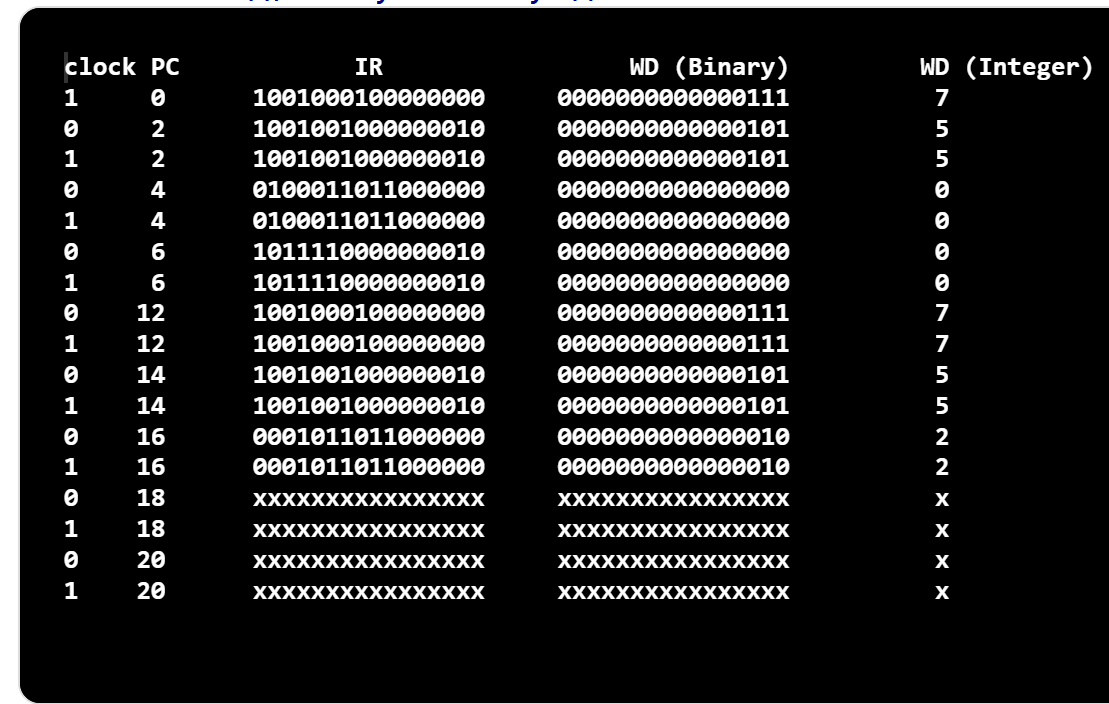 clock PC IR WD (Binary) WD (Integer)
1 0 1001000100000000 0000000000000111 7
0 2 1001001000000010 0000000000000101 5
1 2 1001001000000010 0000000000000101 5
0 4 0100011011000000 0000000000000000 0
1 4 0100011011000000 0000000000000000 0
0 6 1011110000000010 0000000000000000 0
1 6 1011110000000010 0000000000000000 0
0 12 1001000100000000 0000000000000111 7
1 12 1001000100000000 0000000000000111 7
0 14 1001001000000010 0000000000000101 5
1 14 1001001000000010 0000000000000101 5
0 16 0001011011000000 0000000000000010 2
1 16 0001011011000000 0000000000000010 2
0 18 xxxxxxxxxxxxxxxx xxxxxxxxxxxxxxxx x
1 18 xxxxxxxxxxxxxxxx xxxxxxxxxxxxxxxx x
0 20 xxxxxxxxxxxxxxxx xxxxxxxxxxxxxxxx x
1 20 xxxxxxxxxxxxxxxx xxxxxxxxxxxxxxxx x